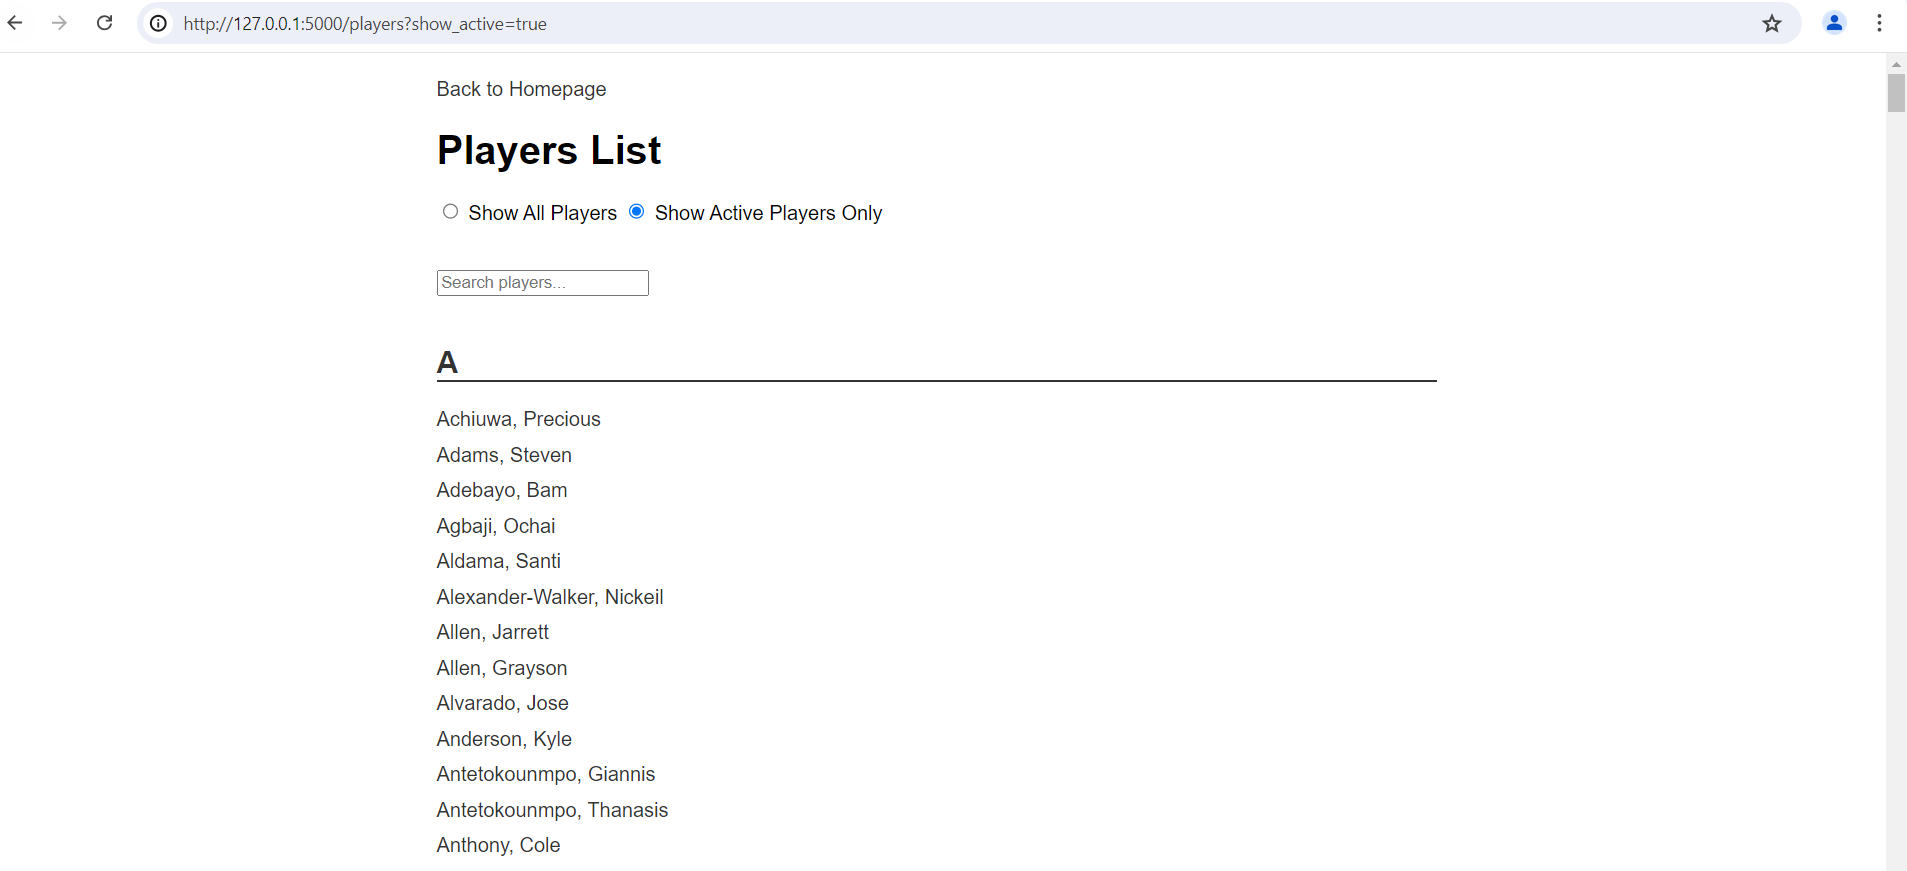 http://127.0.0.1:5000/players?show_active=true
Back to Homepage
Players List
Show All Players Show Active Players Only
Search players...
A
Achiuwa, Precious
Adams, Steven
Adebayo, Bam
Agbaji, Ochai
Aldama, Santi
Alexander-Walker, Nickeil
Allen, Jarrett
Allen, Grayson
Alvarado, Jose
Anderson, Kyle
Antetokounmpo, Giannis
Antetokounmpo, Thanasis
Anthony, Cole